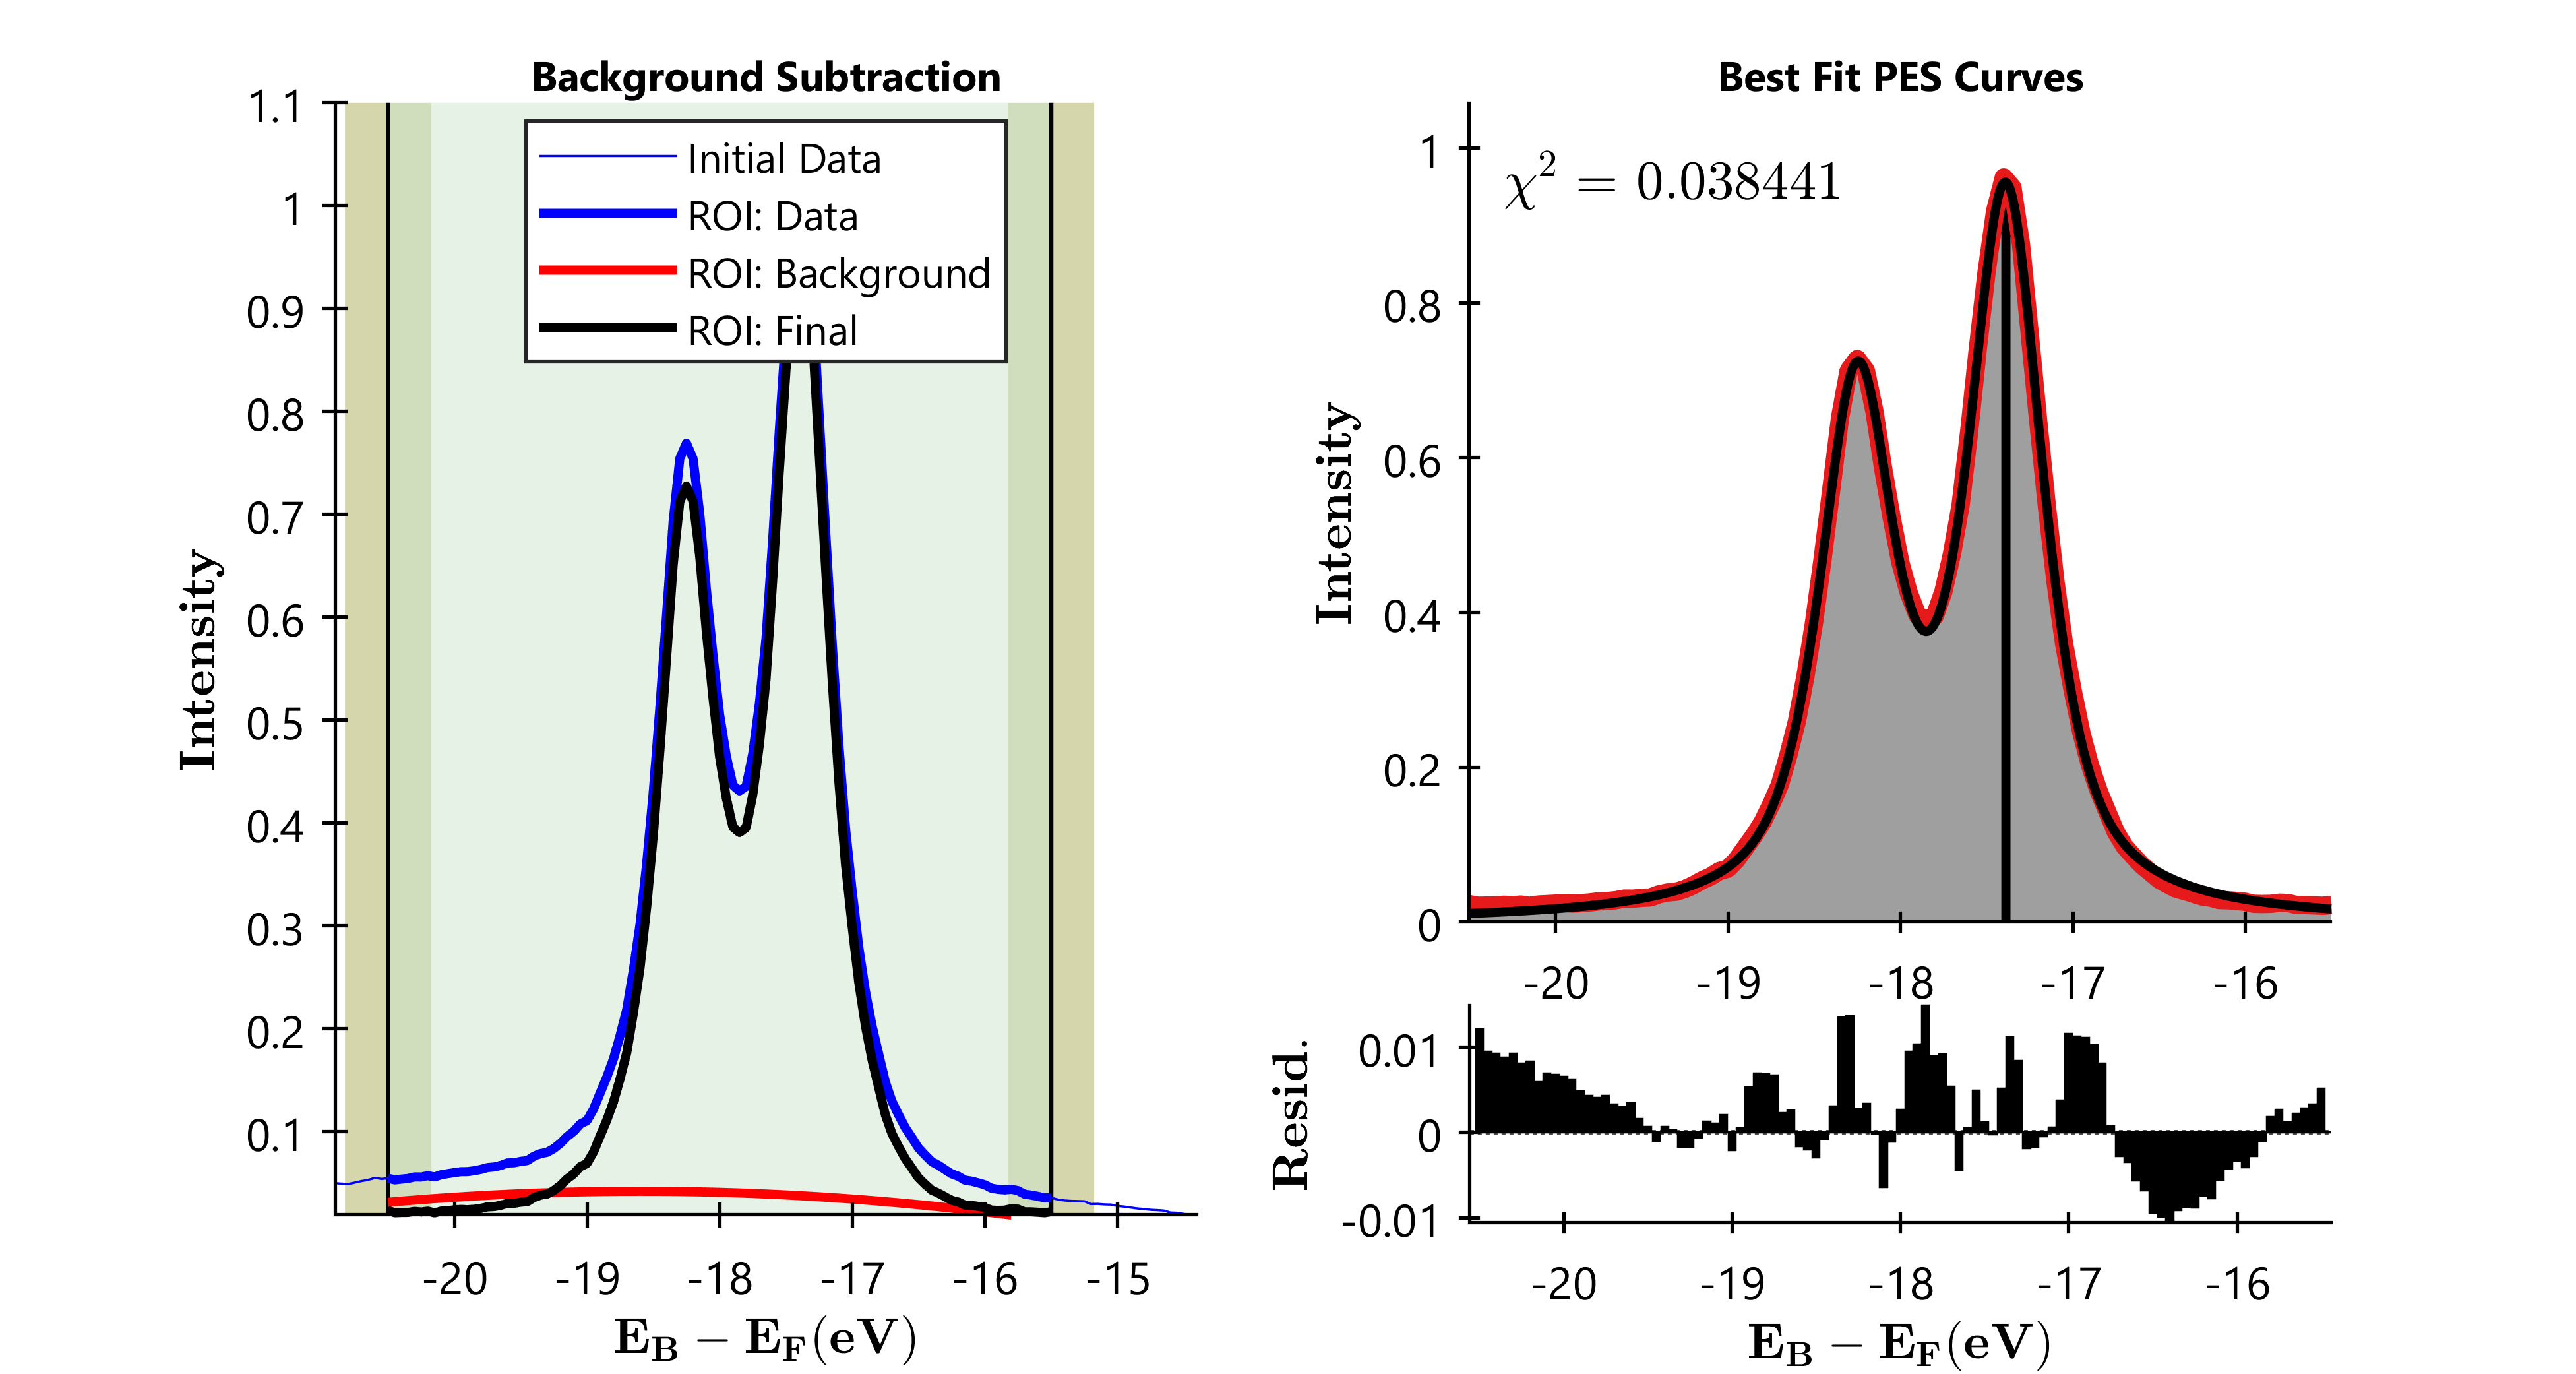 Background Subtraction
1.1
1
0.9
0.8
0.7
0.6
0.5
0.4
0.3
0.2
0.1
Intensity
Initial Data
ROI: Data
ROI: Background
ROI: Final
-20 -19 -18 -17 -16 -15
E_B − E_F(eV)
Best Fit PES Curves
χ² = 0.038441
1
0.8
0.6
0.4
0.2
0
Intensity
-20 -19 -18 -17 -16
0.01
0
-0.01
Resid.
-20 -19 -18 -17 -16
E_B − E_F(eV)